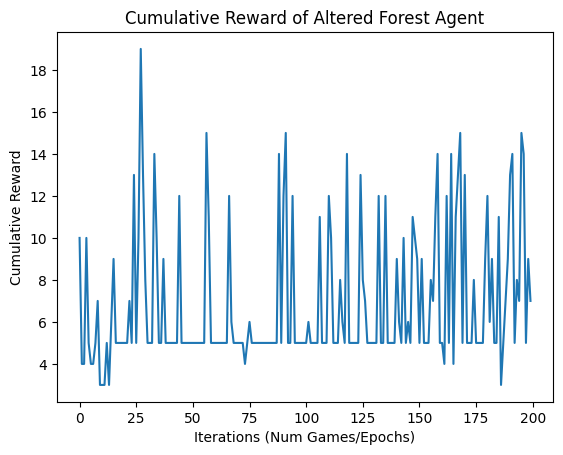 Cumulative Reward of Altered Forest Agent
18
16
14
12
10
8
6
4
Cumulative Reward
0 25 50 75 100 125 150 175 200
Iterations (Num Games/Epochs)